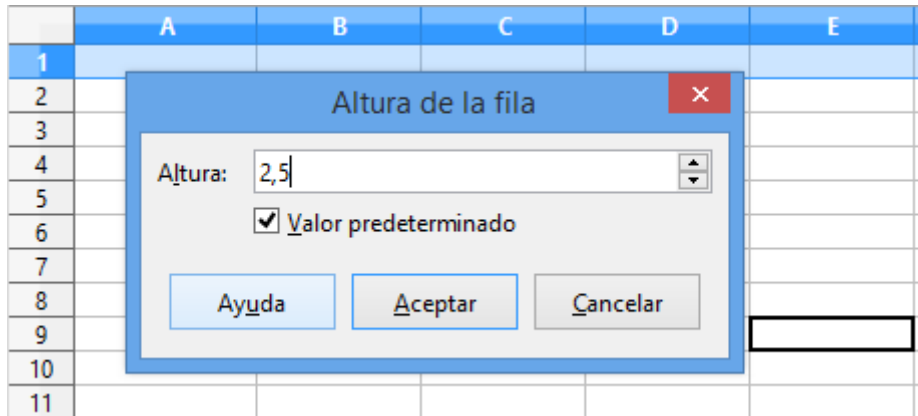 A B C D E
1
Altura de la fila
2
3
4 Altura: 2,5
5
6 Valor predeterminado
7
8 Ayuda Aceptar Cancelar
9
10
11